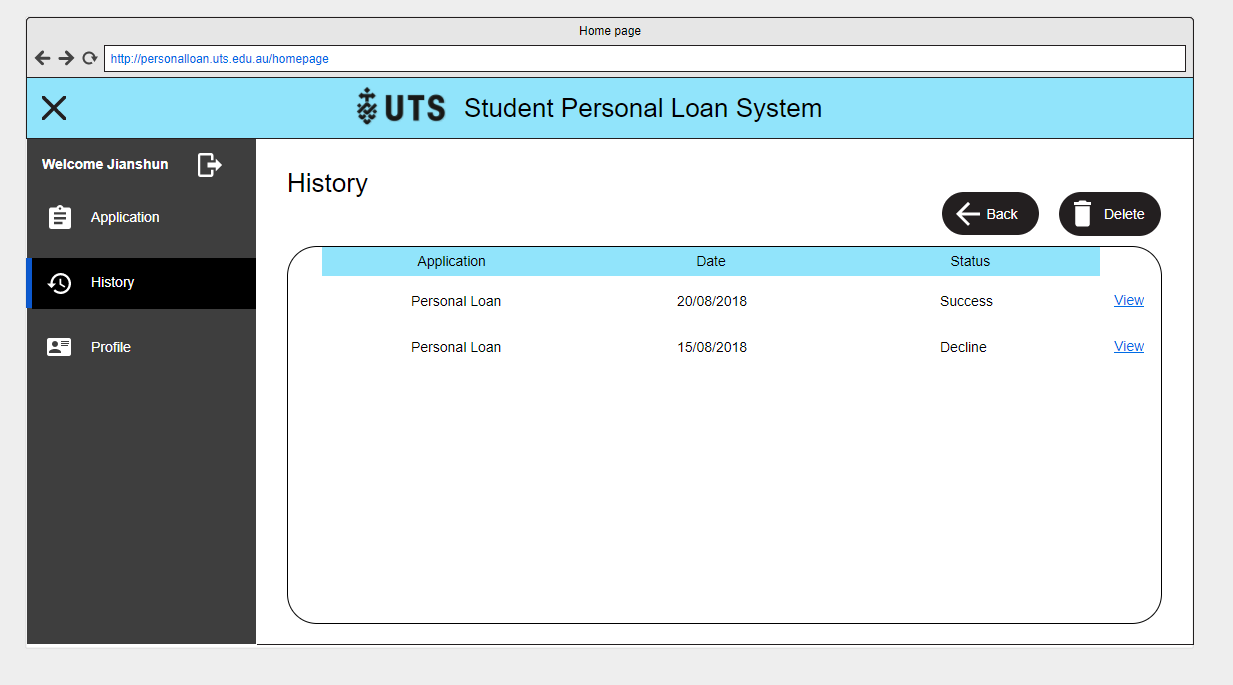 Home page
http://personalloan.uts.edu.au/homepage
UTS Student Personal Loan System
Welcome Jianshun
Application
History
Profile
History
Back Delete
Application Date Status
Personal Loan 20/08/2018 Success View
Personal Loan 15/08/2018 Decline View